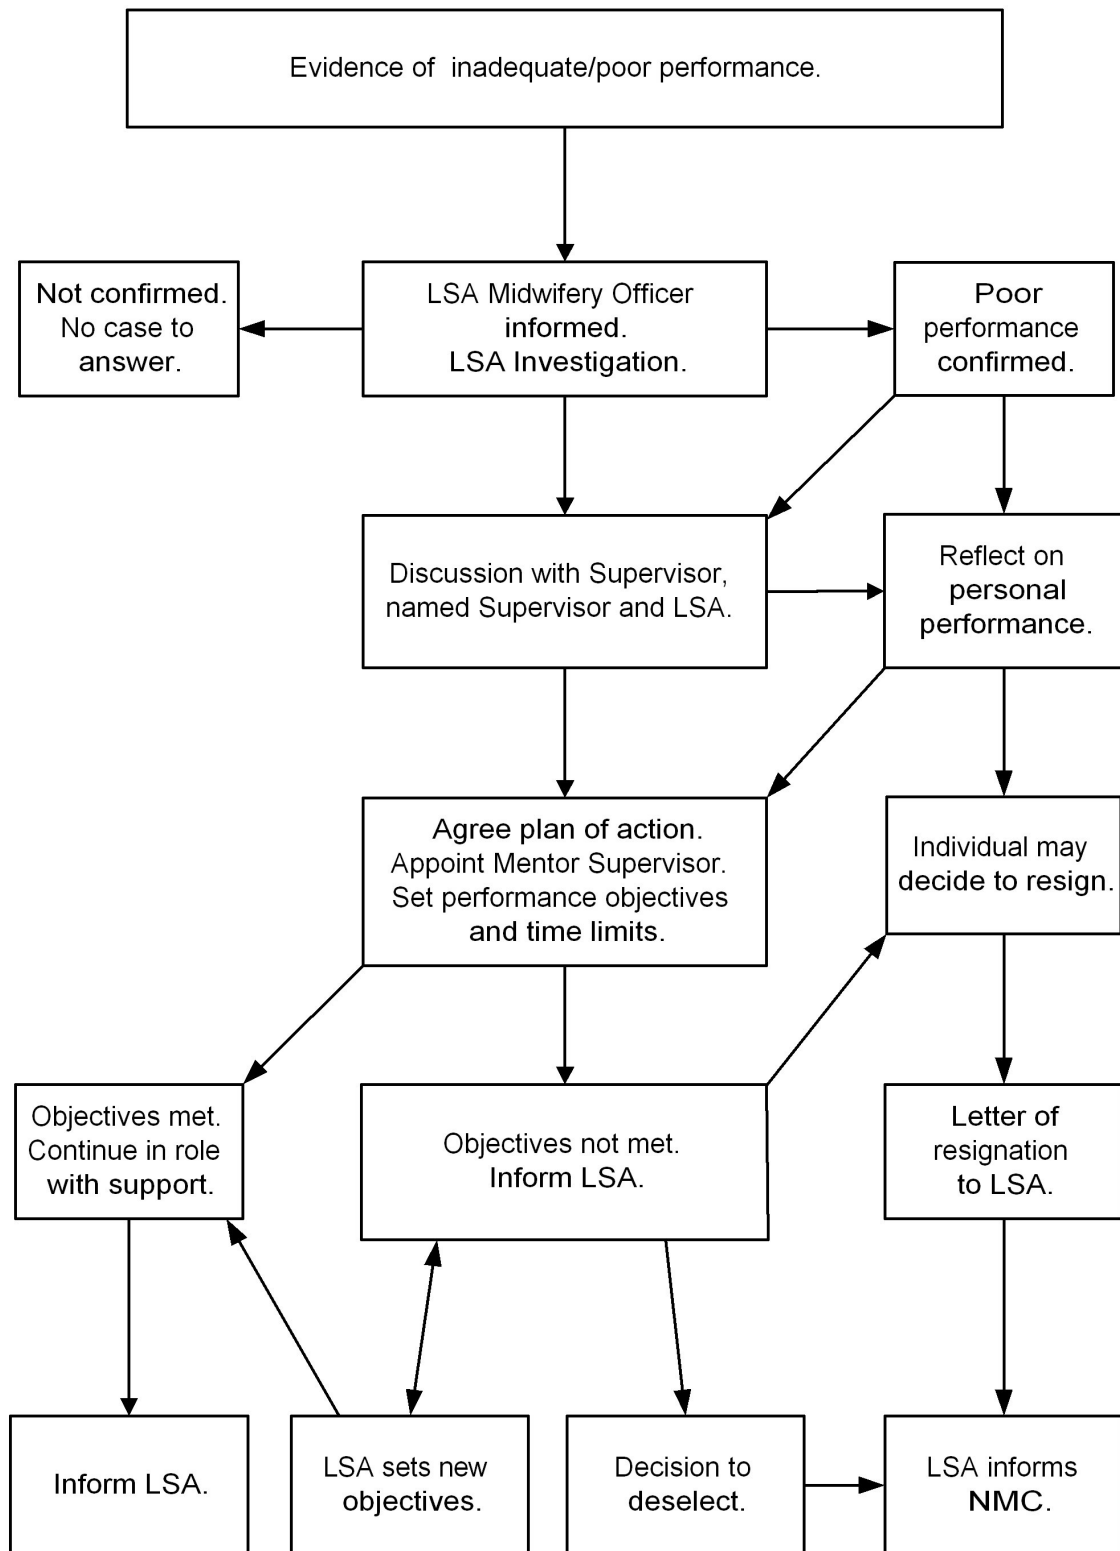 Evidence of inadequate/poor performance.
Not confirmed.
No case to
answer.
LSA Midwifery Officer
informed.
LSA Investigation.
Poor
performance
confirmed.
Discussion with Supervisor,
named Supervisor and LSA.
Reflect on
personal
performance.
Agree plan of action.
Appoint Mentor Supervisor.
Set performance objectives
and time limits.
Individual may
decide to resign.
Objectives met.
Continue in role
with support.
Objectives not met.
Inform LSA.
Letter of
resignation
to LSA.
Inform LSA.
LSA sets new
objectives.
Decision to
deselect.
LSA informs
NMC.